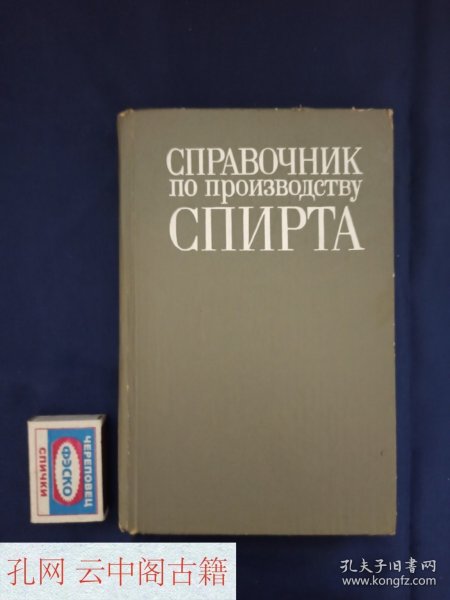 СПРАВОЧНИК
ПО ПРОИЗВОДСТВУ
СПИРТА
ЧЕРЕПОВЕЦ
ФЭСКО
СПИЧКИ
孔网 云中阁古籍
孔夫子旧书网
www.kongfz.com